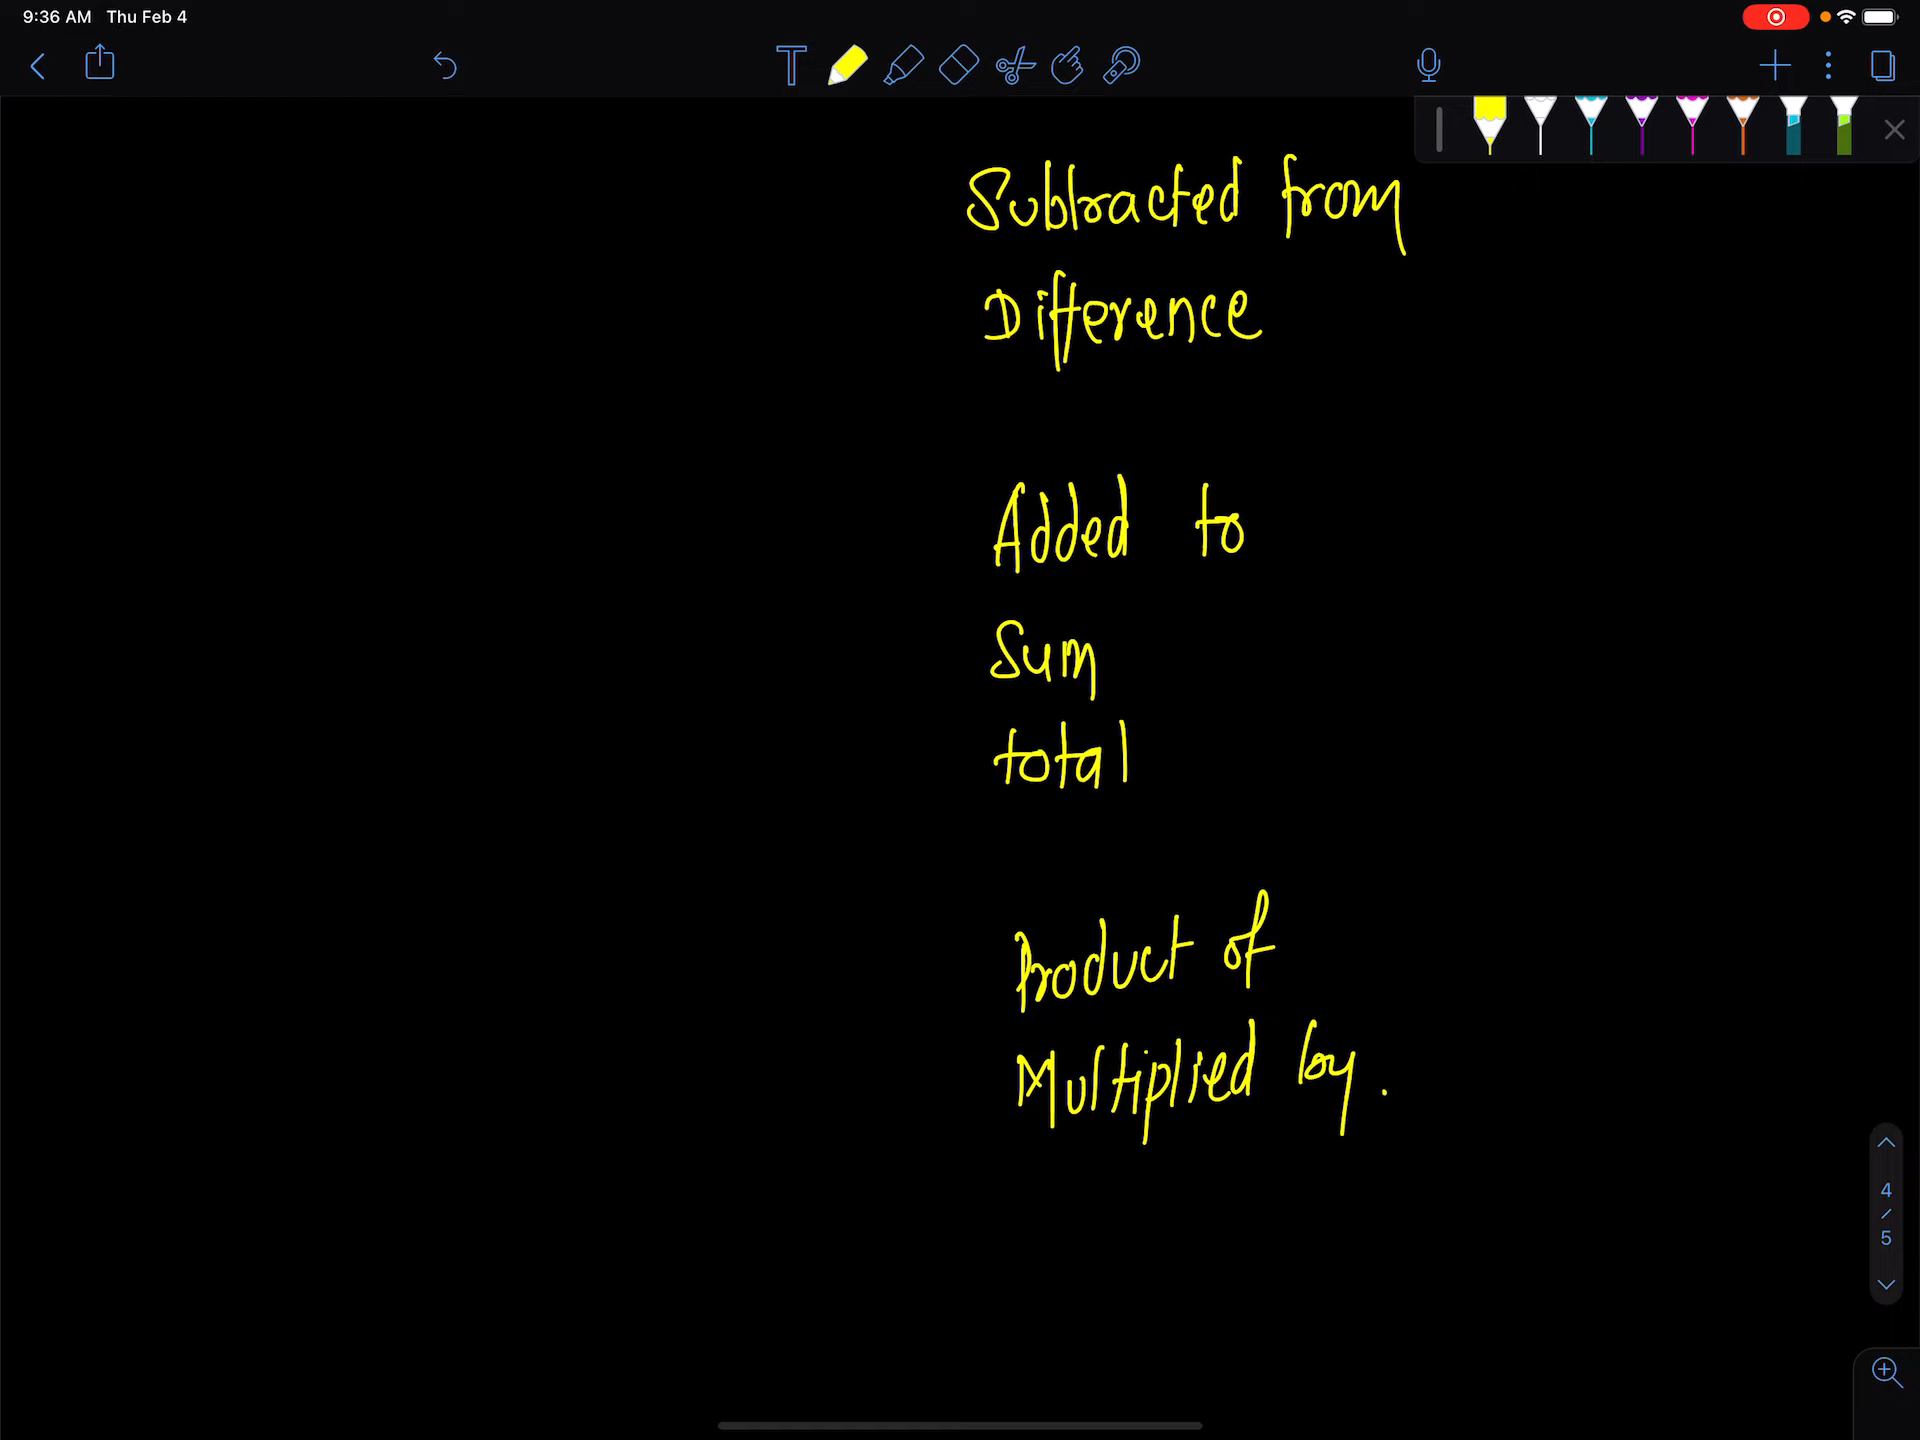 9:36 AM Thu Feb 4
Subtracted from
Difference
Added to
Sum
total
Product of
Multiplied by.
4
/
5